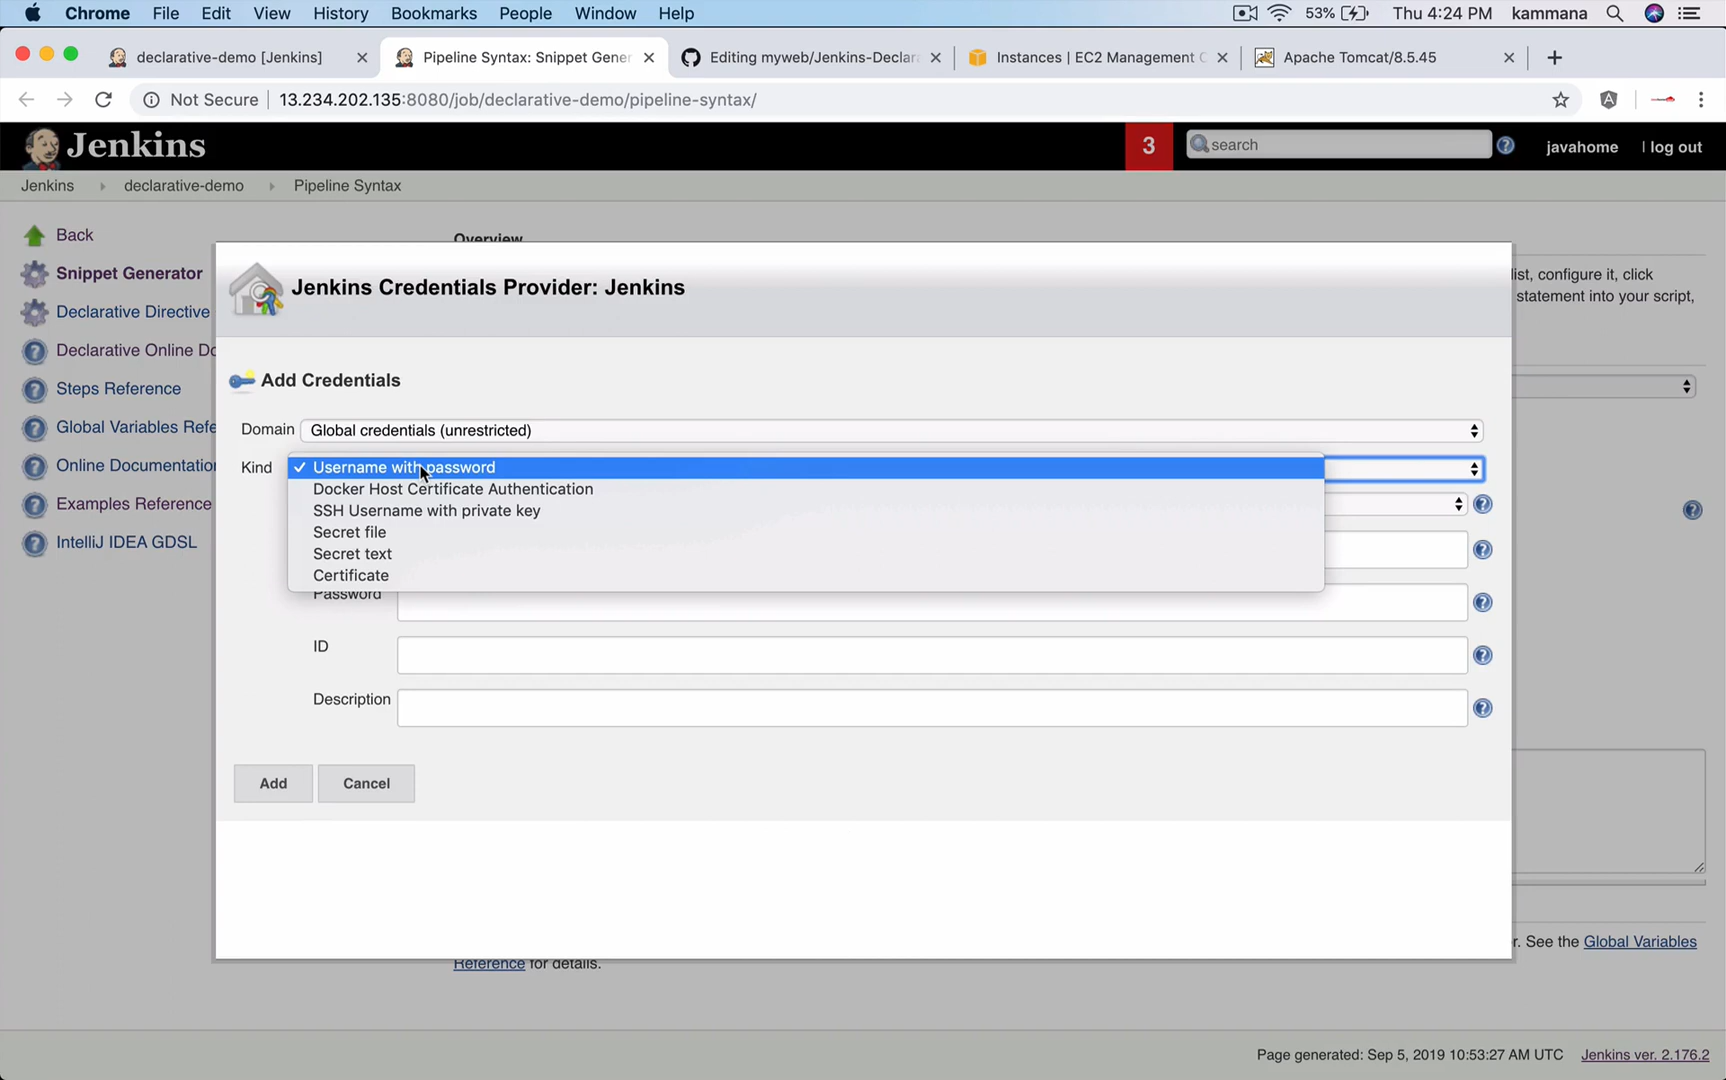 Chrome File Edit View History Bookmarks People Window Help 53% Thu 4:24 PM kammana
declarative-demo [Jenkins] Pipeline Syntax: Snippet Gener Editing myweb/Jenkins-Declar Instances | EC2 Management C Apache Tomcat/8.5.45
Not Secure 13.234.202.135:8080/job/declarative-demo/pipeline-syntax/
Jenkins 3 search javahome | log out
Jenkins declarative-demo Pipeline Syntax
Back
Overview
Snippet Generator
list, configure it, click
Jenkins Credentials Provider: Jenkins
statement into your script,
Declarative Directive
Declarative Online Do
Add Credentials
Steps Reference
Global Variables Refe
Domain Global credentials (unrestricted)
Online Documentation
Kind ✓ Username with password
Docker Host Certificate Authentication
Examples Reference
SSH Username with private key
Secret file
IntelliJ IDEA GDSL
Secret text
Certificate
Password
ID
Description
Add Cancel
r. See the Global Variables
Reference for details.
Page generated: Sep 5, 2019 10:53:27 AM UTC Jenkins ver. 2.176.2